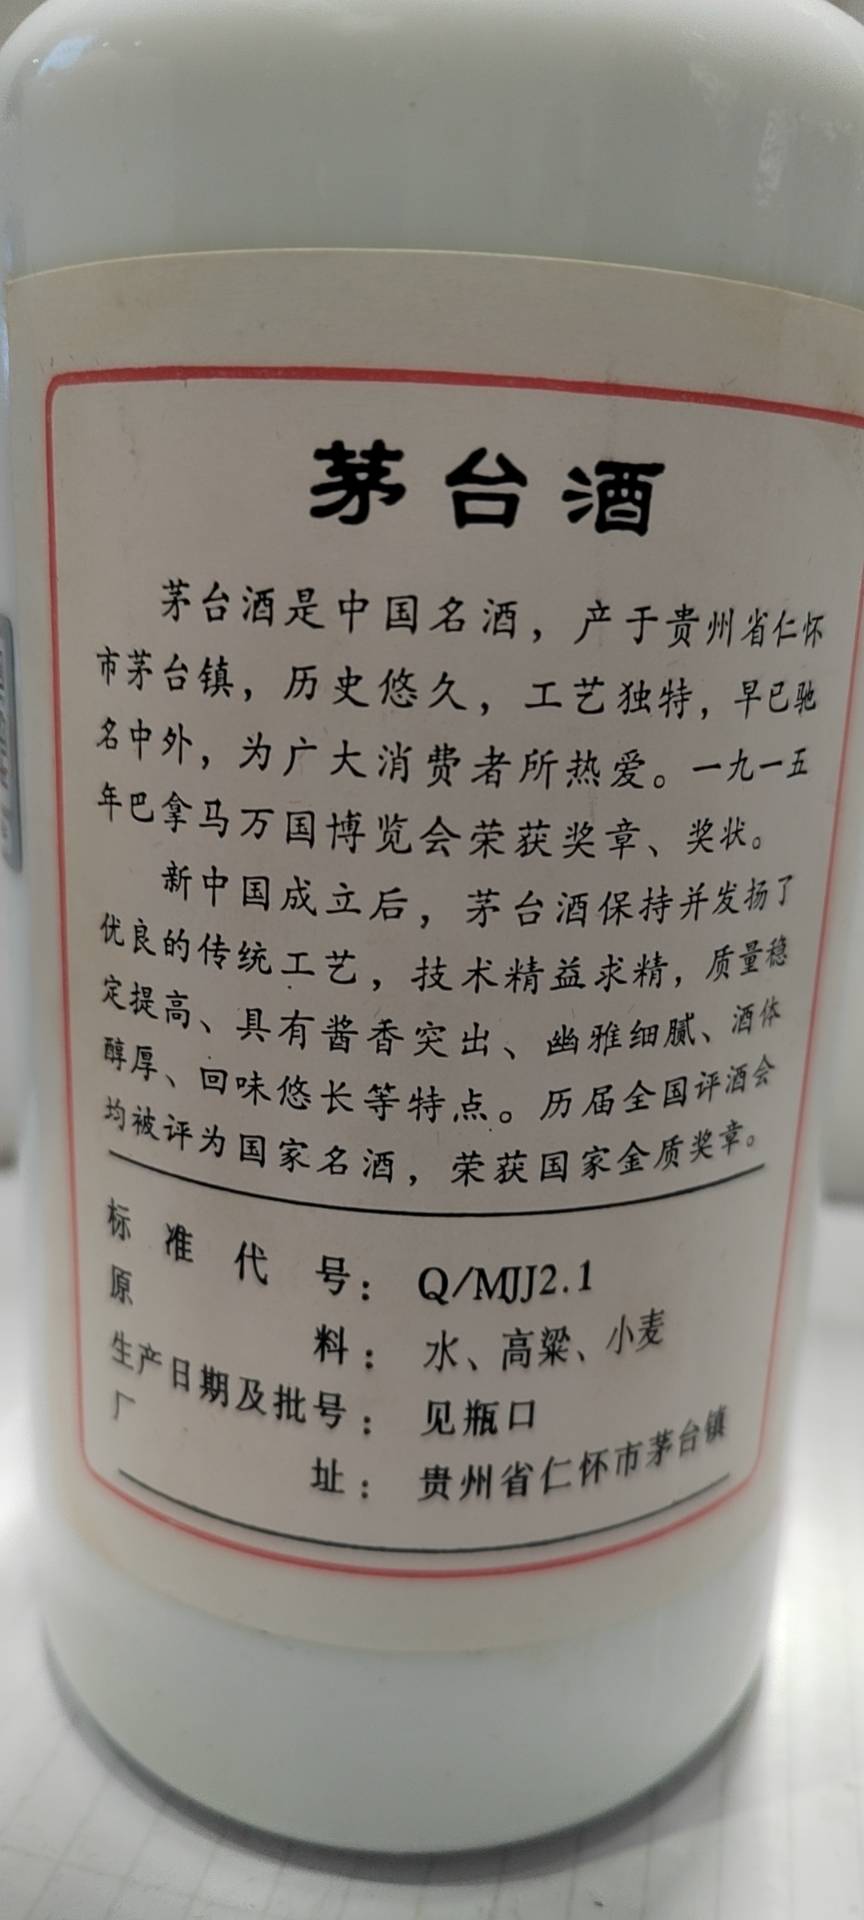 茅台酒
茅台酒是中国名酒，产于贵州省仁怀
市茅台镇，历史悠久，工艺独特，早已驰
名中外，为广大消费者所热爱。一九一五
年巴拿马万国博览会荣获奖章、奖状。
新中国成立后，茅台酒保持并发扬了
优良的传统工艺，技术精益求精，质量稳
定提高、具有酱香突出、幽雅细腻、酒体
醇厚、回味悠长等特点。历届全国评酒会
均被评为国家名酒，荣获国家金质奖章。
标准代号：Q/MJJ2.1
原料：水、高粱、小麦
生产日期及批号：见瓶口
厂址：贵州省仁怀市茅台镇